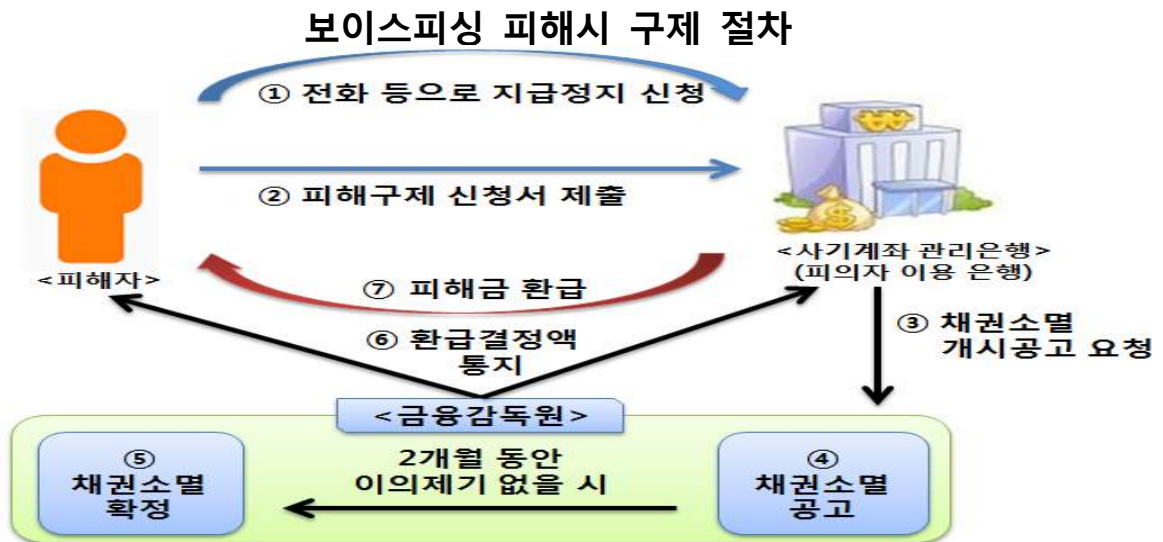 보이스피싱 피해시 구제 절차
① 전화 등으로 지급정지 신청
② 피해구제 신청서 제출
<피해자>
<사기계좌 관리은행>
(피의자 이용 은행)
⑦ 피해금 환급
③ 채권소멸
개시공고 요청
⑥ 환급결정액
통지
<금융감독원>
⑤
채권소멸
확정
2개월 동안
이의제기 없을 시
④
채권소멸
공고